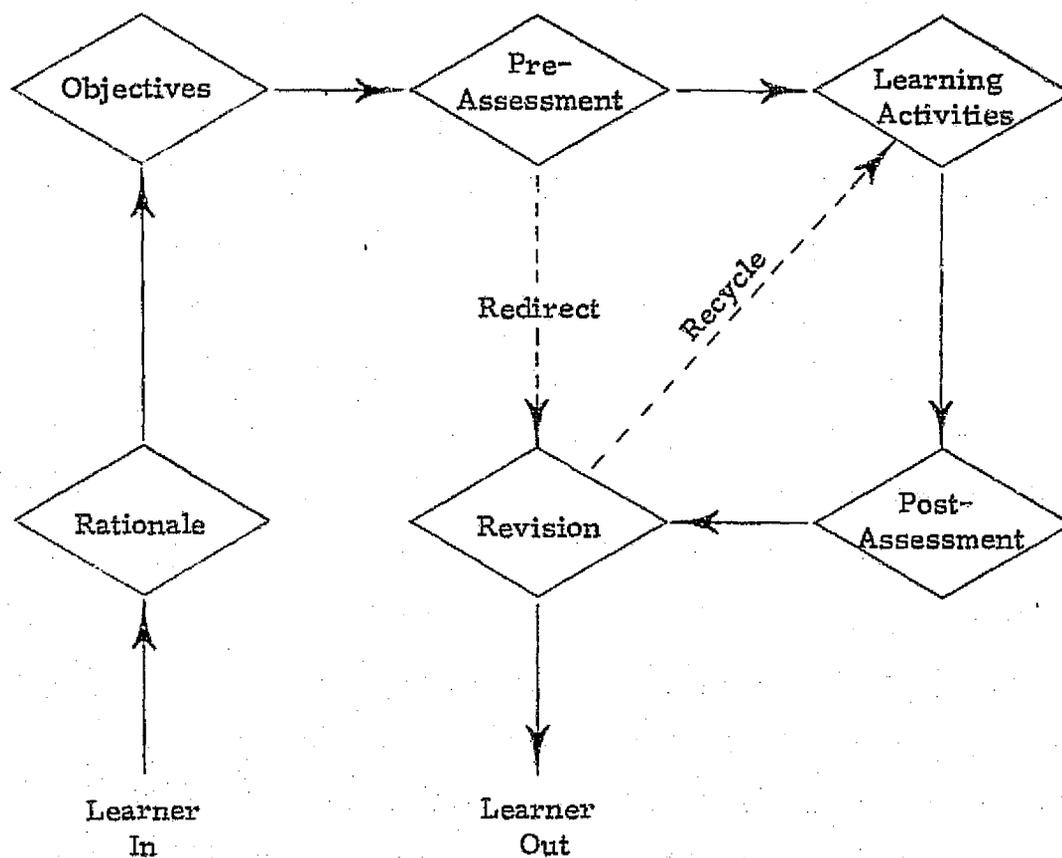 Objectives
Pre-
Assessment
Learning
Activities
Redirect
Recycle
Rationale
Revision
Post-
Assessment
Learner
In
Learner
Out